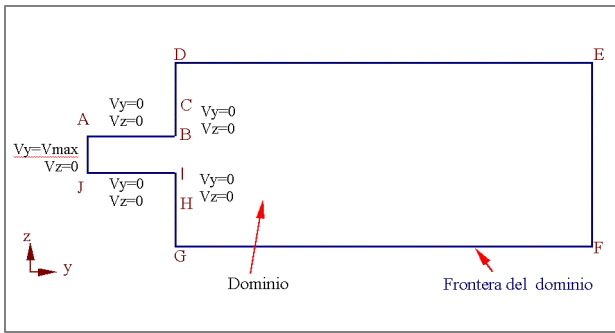 D
E
Vy=0
Vz=0
C
Vy=0
Vz=0
A
B
Vy=Vmax
Vz=0
J
Vy=0
Vz=0
I
Vy=0
Vz=0
H
z
y
G
F
Dominio
Frontera del dominio